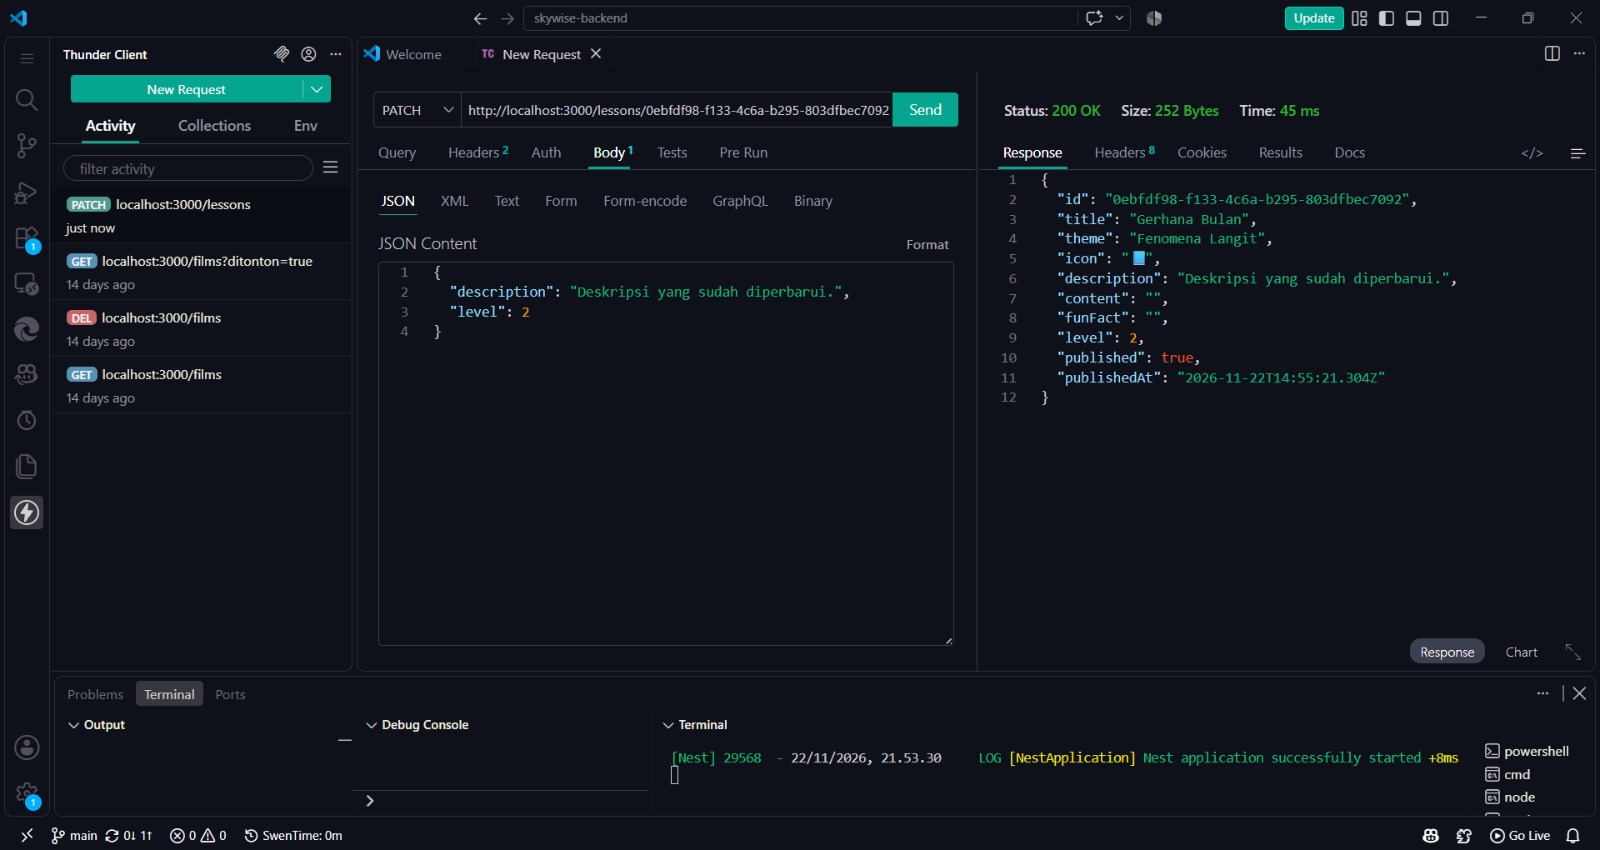 skywise-backend
Update
Thunder Client
New Request
Activity
Collections
Env
filter activity
PATCH localhost:3000/lessons
just now
GET localhost:3000/films?ditonton=true
14 days ago
DEL localhost:3000/films
14 days ago
GET localhost:3000/films
14 days ago
Welcome
TC New Request
PATCH
http://localhost:3000/lessons/0ebfdf98-f133-4c6a-b295-803dfbec7092
Send
Query Headers 2 Auth Body 1 Tests Pre Run
JSON XML Text Form Form-encode GraphQL Binary
JSON Content
Format
1 {
2 "description": "Deskripsi yang sudah diperbarui.",
3 "level": 2
4 }
Status: 200 OK Size: 252 Bytes Time: 45 ms
Response Headers 8 Cookies Results Docs
</>
1 {
2 "id": "0ebfdf98-f133-4c6a-b295-803dfbec7092",
3 "title": "Gerhana Bulan",
4 "theme": "Fenomena Langit",
5 "icon": "📘",
6 "description": "Deskripsi yang sudah diperbarui.",
7 "content": "",
8 "funFact": "",
9 "level": 2,
10 "published": true,
11 "publishedAt": "2026-11-22T14:55:21.304Z"
12 }
Response
Chart
Problems
Terminal
Ports
Output
Debug Console
Terminal
[Nest] 29568 - 22/11/2026, 21.53.30 LOG [NestApplication] Nest application successfully started +8ms
powershell
cmd
node
1
1
main 0↓ 1↑ 0 0 SwenTime: 0m
Go Live